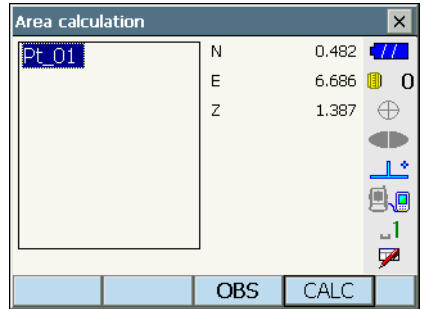 Area calculation
Pt_01
N 0.482
E 6.686 0
Z 1.387
1
OBS CALC